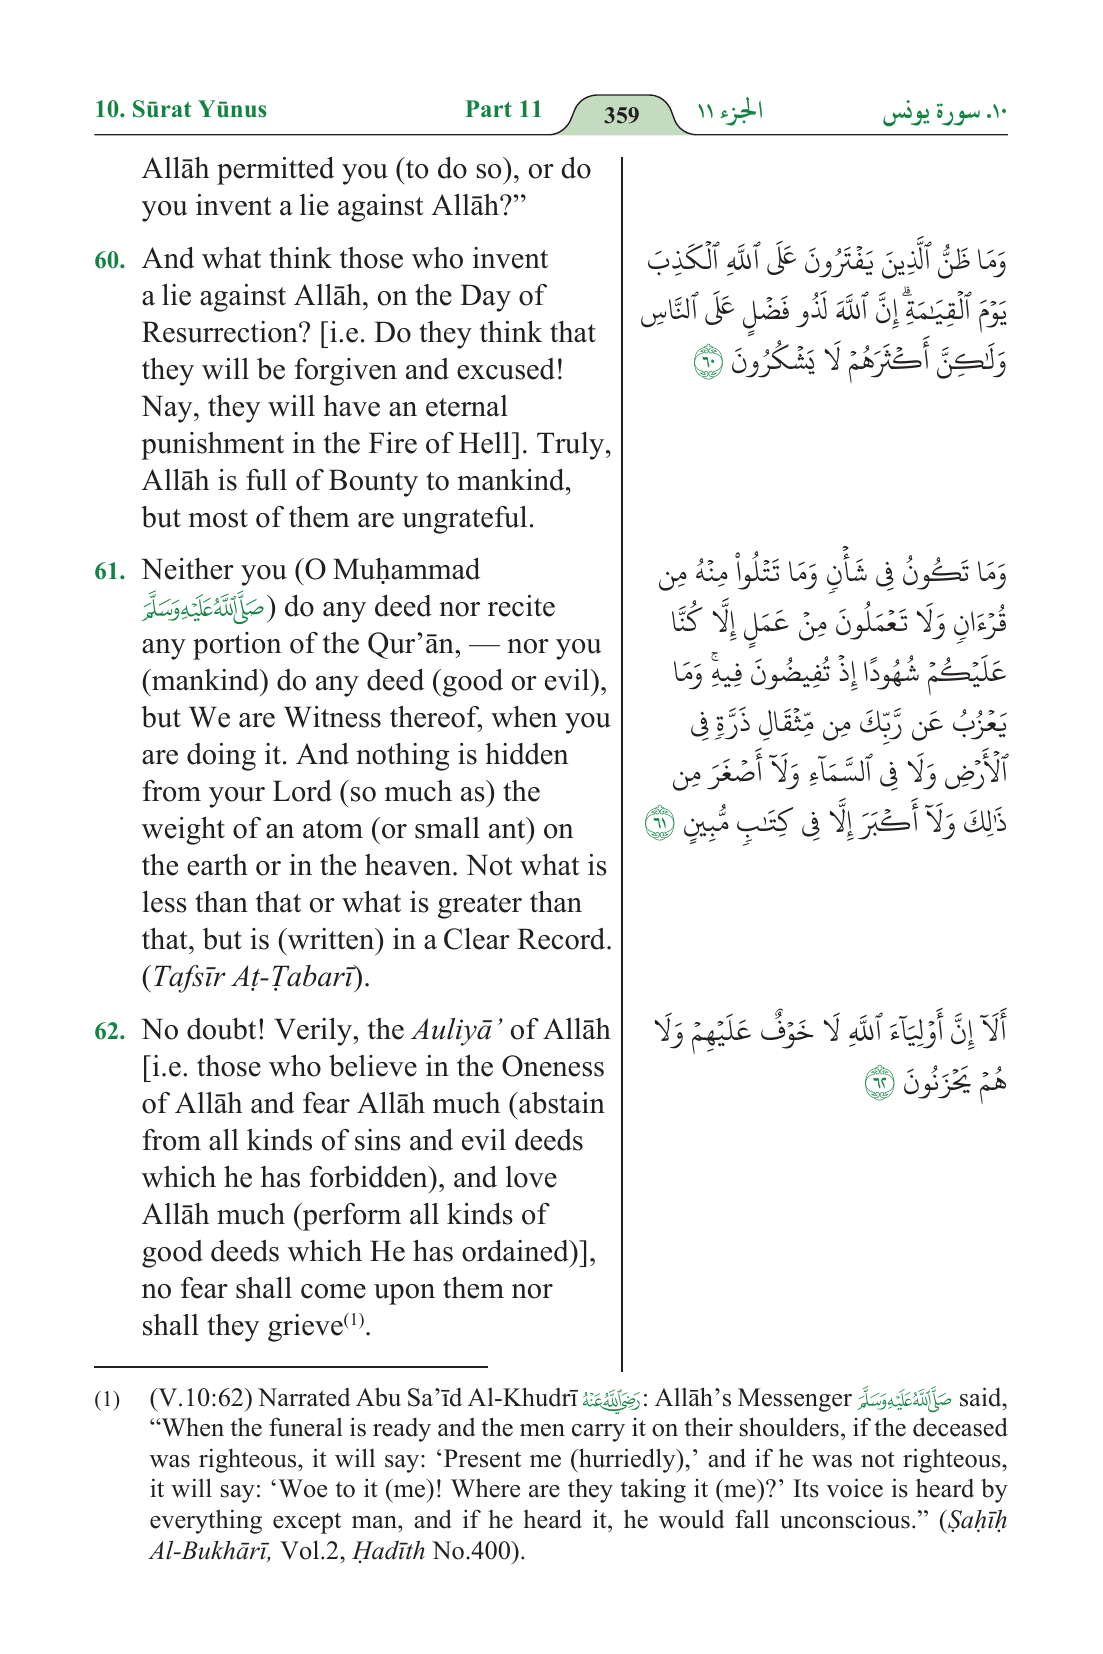 10. Sūrat Yūnus Part 11 359 الجزء ١١ ١٠. سورة يونس
Allāh permitted you (to do so), or do
you invent a lie against Allāh?”
60. And what think those who invent
a lie against Allāh, on the Day of
Resurrection? [i.e. Do they think that
they will be forgiven and excused!
Nay, they will have an eternal
punishment in the Fire of Hell]. Truly,
Allāh is full of Bounty to mankind,
but most of them are ungrateful.
61. Neither you (O Muḥammad
صَلَّى اللَّهُ عَلَيْهِ وَسَلَّمَ) do any deed nor recite
any portion of the Qur’ān, — nor you
(mankind) do any deed (good or evil),
but We are Witness thereof, when you
are doing it. And nothing is hidden
from your Lord (so much as) the
weight of an atom (or small ant) on
the earth or in the heaven. Not what is
less than that or what is greater than
that, but is (written) in a Clear Record.
(Tafsīr Aṭ-Ṭabarī).
62. No doubt! Verily, the Auliyā’ of Allāh
[i.e. those who believe in the Oneness
of Allāh and fear Allāh much (abstain
from all kinds of sins and evil deeds
which he has forbidden), and love
Allāh much (perform all kinds of
good deeds which He has ordained)],
no fear shall come upon them nor
shall they grieve(1).
وَمَا ظَنُّ ٱلَّذِينَ يَفۡتَرُونَ عَلَى ٱللَّهِ ٱلۡكَذِبَ
يَوۡمَ ٱلۡقِيَٰمَةِۗ إِنَّ ٱللَّهَ لَذُو فَضۡلٍ عَلَى ٱلنَّاسِ
وَلَٰكِنَّ أَكۡثَرَهُمۡ لَا يَشۡكُرُونَ ٦٠
وَمَا تَكُونُ فِي شَأۡنٖ وَمَا تَتۡلُواْ مِنۡهُ مِن
قُرۡءَانٖ وَلَا تَعۡمَلُونَ مِنۡ عَمَلٍ إِلَّا كُنَّا
عَلَيۡكُمۡ شُهُودًا إِذۡ تُفِيضُونَ فِيهِۚ وَمَا
يَعۡزُبُ عَن رَّبِّكَ مِن مِّثۡقَالِ ذَرَّةٖ فِي
ٱلۡأَرۡضِ وَلَا فِي ٱلسَّمَآءِ وَلَآ أَصۡغَرَ مِن
ذَٰلِكَ وَلَآ أَكۡبَرَ إِلَّا فِي كِتَٰبٖ مُّبِينٍ ٦١
أَلَآ إِنَّ أَوۡلِيَآءَ ٱللَّهِ لَا خَوۡفٌ عَلَيۡهِمۡ وَلَا
هُمۡ يَحۡزَنُونَ ٦٢
(1) (V.10:62) Narrated Abu Sa’īd Al-Khudrī رَضِيَ اللَّهُ عَنْهُ: Allāh’s Messenger صَلَّى اللَّهُ عَلَيْهِ وَسَلَّمَ said,
“When the funeral is ready and the men carry it on their shoulders, if the deceased
was righteous, it will say: ‘Present me (hurriedly),’ and if he was not righteous,
it will say: ‘Woe to it (me)! Where are they taking it (me)?’ Its voice is heard by
everything except man, and if he heard it, he would fall unconscious.” (Ṣaḥīḥ
Al-Bukhārī, Vol.2, Ḥadīth No.400).